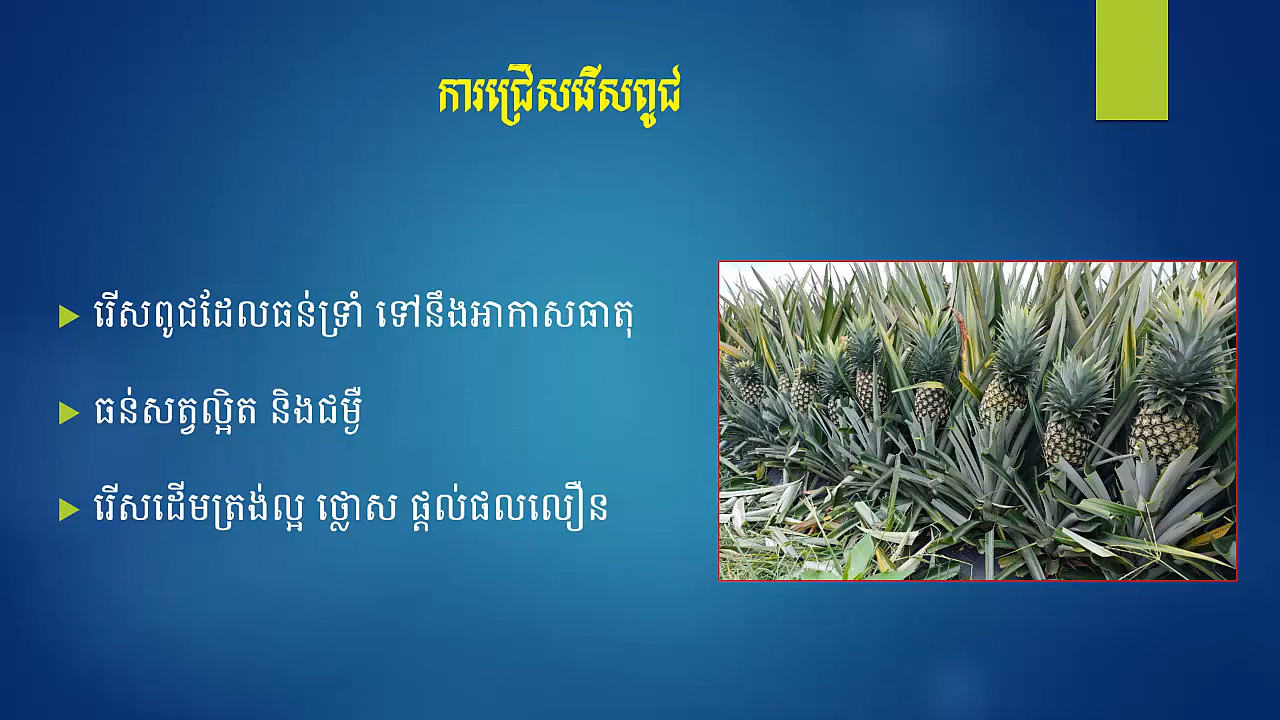 ការជ្រើសរើសពូជ
រើសពូជដែលធន់ទ្រាំ ទៅនឹងអាកាសធាតុ
ធន់សត្វល្អិត និងជម្ងឺ
រើសដើមត្រង់ល្អ ថ្លោស ផ្តល់ផលលឿន